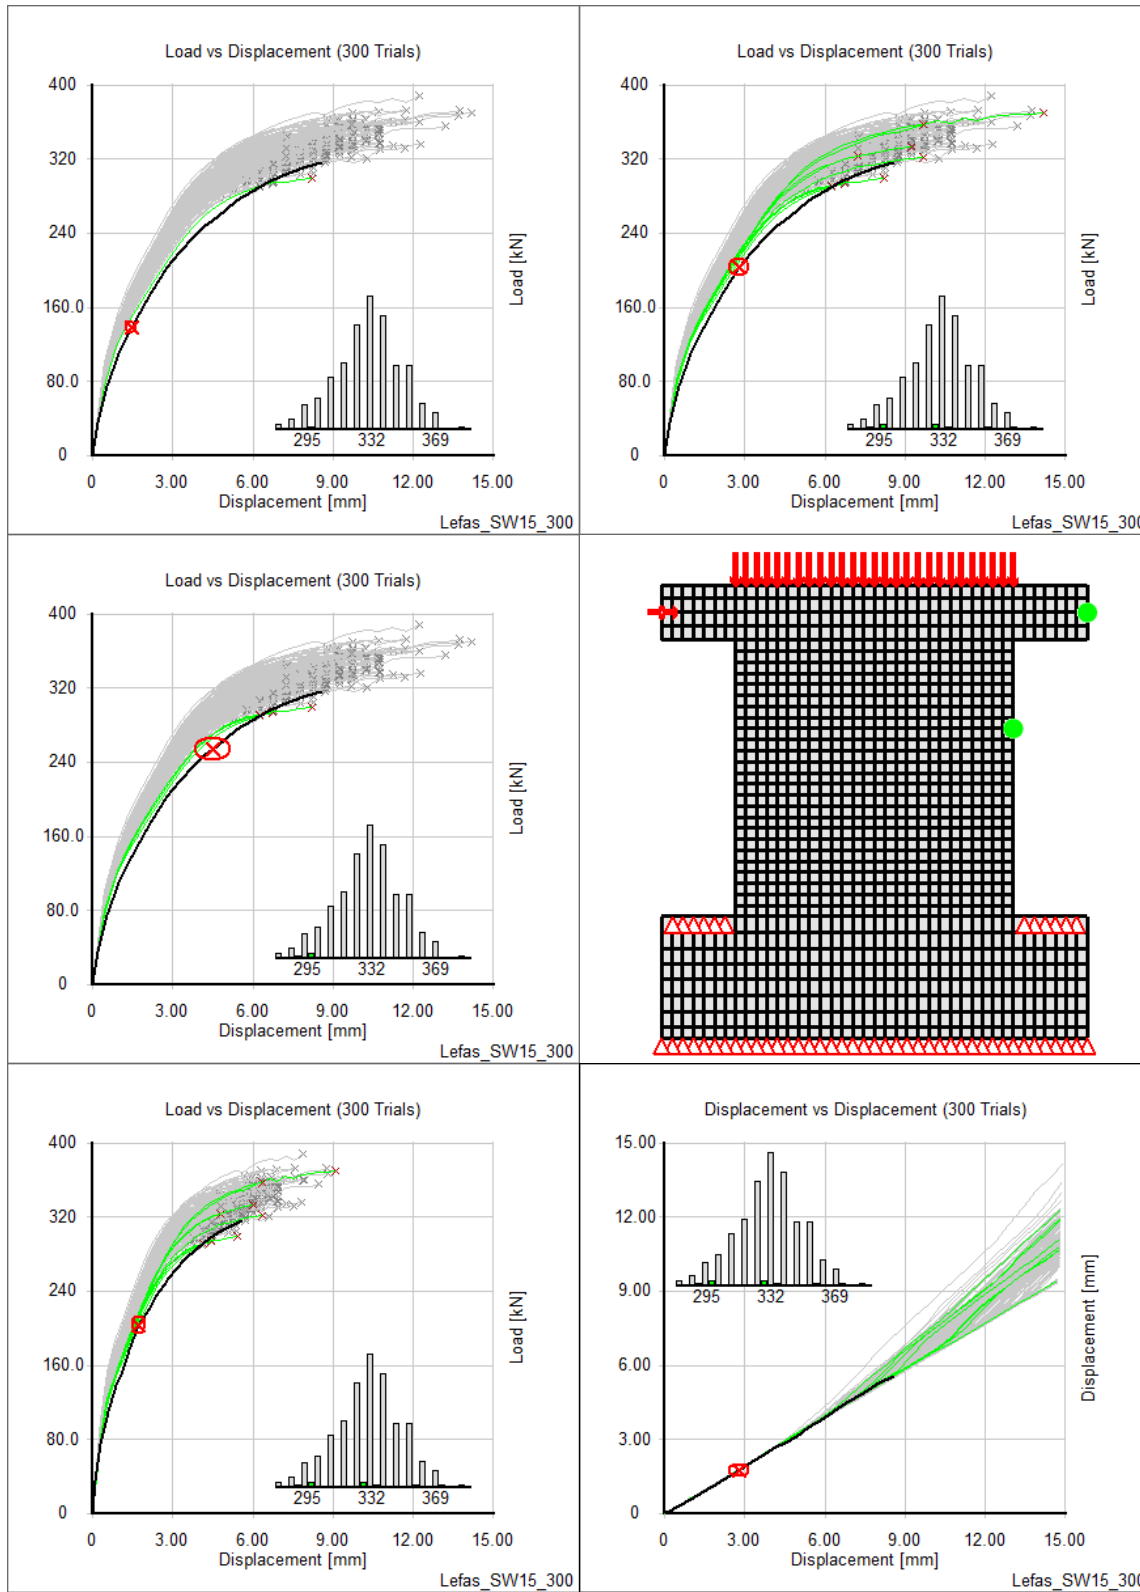 Load vs Displacement (300 Trials)
400
320
240
160.0
80.0
0
Load [kN]
295 332 369
0 3.00 6.00 9.00 12.00 15.00
Displacement [mm]
Lefas_SW15_300
Load vs Displacement (300 Trials)
400
320
240
160.0
80.0
0
Load [kN]
295 332 369
0 3.00 6.00 9.00 12.00 15.00
Displacement [mm]
Lefas_SW15_300
Load vs Displacement (300 Trials)
400
320
240
160.0
80.0
0
Load [kN]
295 332 369
0 3.00 6.00 9.00 12.00 15.00
Displacement [mm]
Lefas_SW15_300
Load vs Displacement (300 Trials)
400
320
240
160.0
80.0
0
Load [kN]
295 332 369
0 3.00 6.00 9.00 12.00 15.00
Displacement [mm]
Lefas_SW15_300
Displacement vs Displacement (300 Trials)
15.00
12.00
9.00
6.00
3.00
0
Displacement [mm]
295 332 369
0 3.00 6.00 9.00 12.00 15.00
Displacement [mm]
Lefas_SW15_300